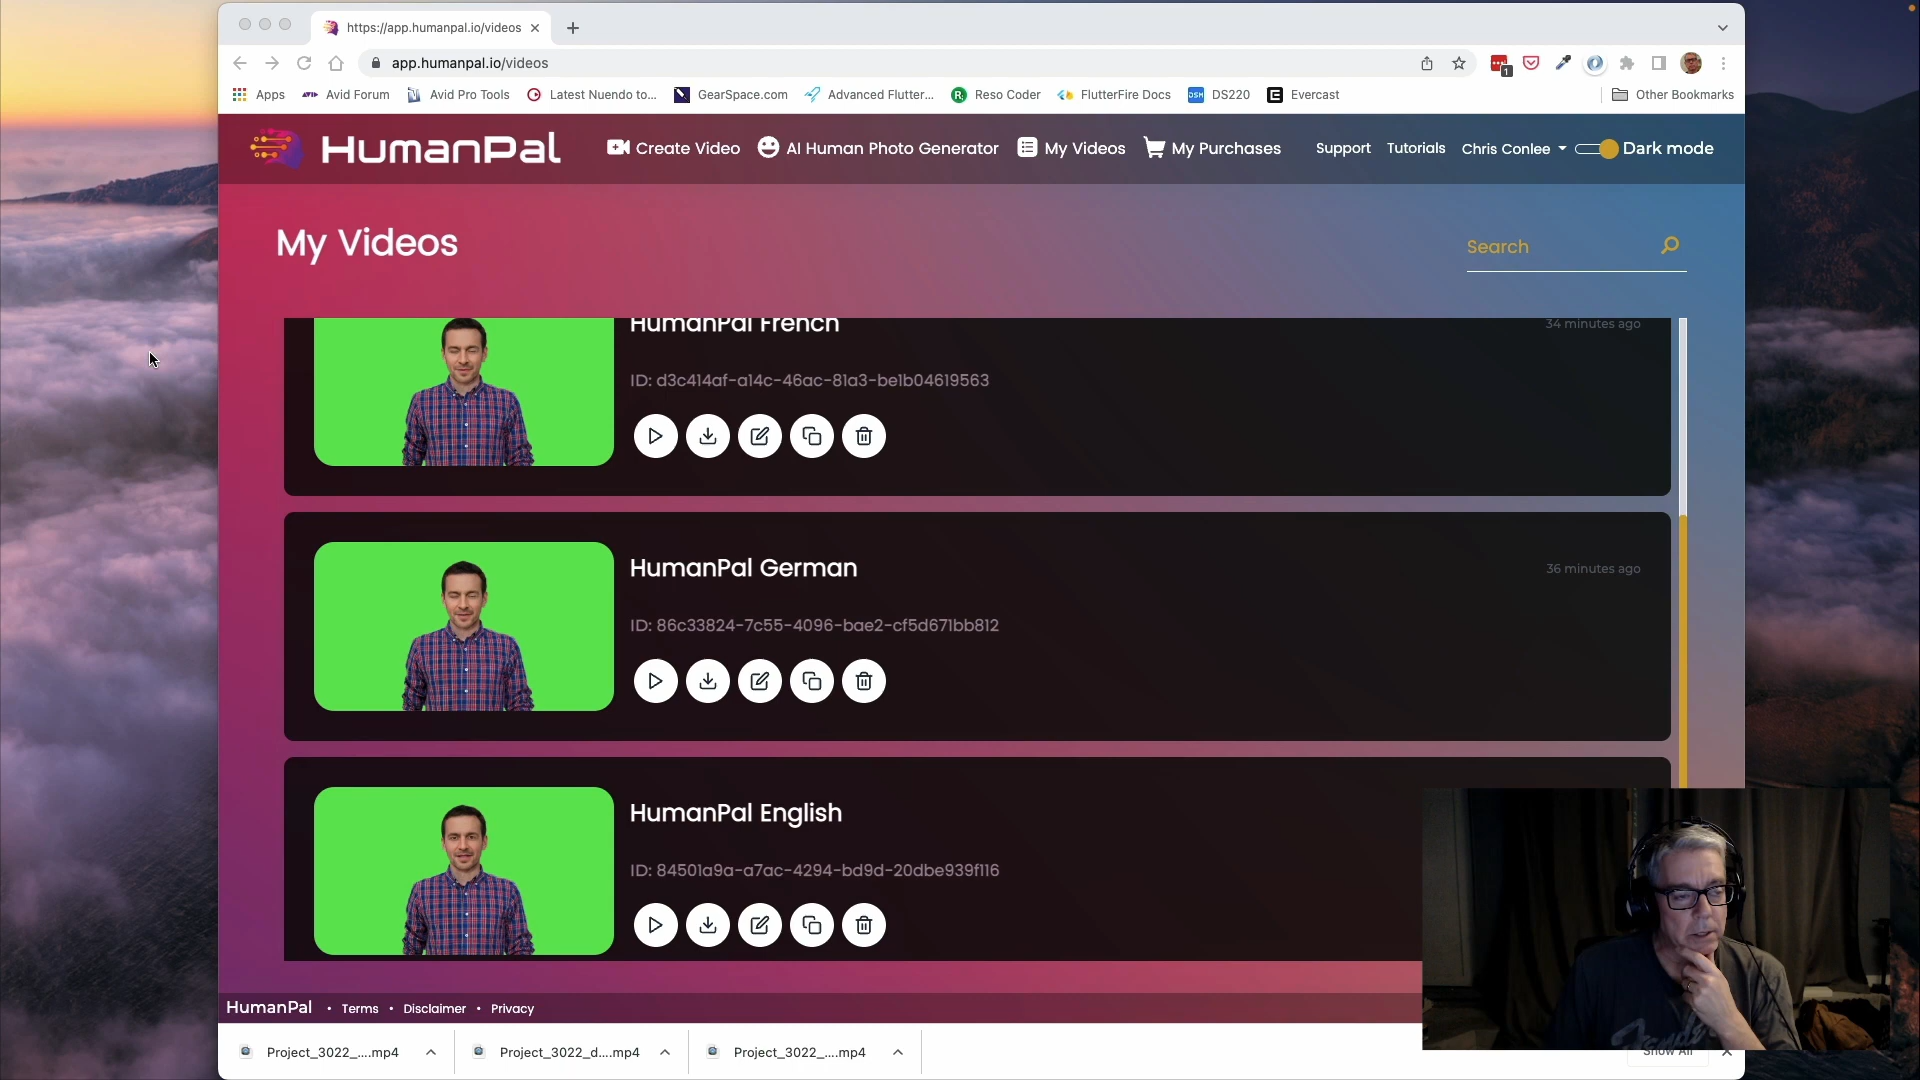 https://app.humanpal.io/videos
app.humanpal.io/videos
1
Apps
Avid Forum
Avid Pro Tools
Latest Nuendo to...
GearSpace.com
Advanced Flutter...
Reso Coder
FlutterFire Docs
DS220
Evercast
Other Bookmarks
HumanPal
Create Video
AI Human Photo Generator
My Videos
My Purchases
Support
Tutorials
Chris Conlee
Dark mode
My Videos
Search
HumanPal French
34 minutes ago
ID: d3c414af-a14c-46ac-81a3-be1b04619563
HumanPal German
36 minutes ago
ID: 86c33824-7c55-4096-bae2-cf5d671bb812
HumanPal English
ID: 84501a9a-a7ac-4294-bd9d-20dbe939f116
HumanPal • Terms • Disclaimer • Privacy
Project_3022_....mp4
Project_3022_d....mp4
Project_3022_....mp4
Show All